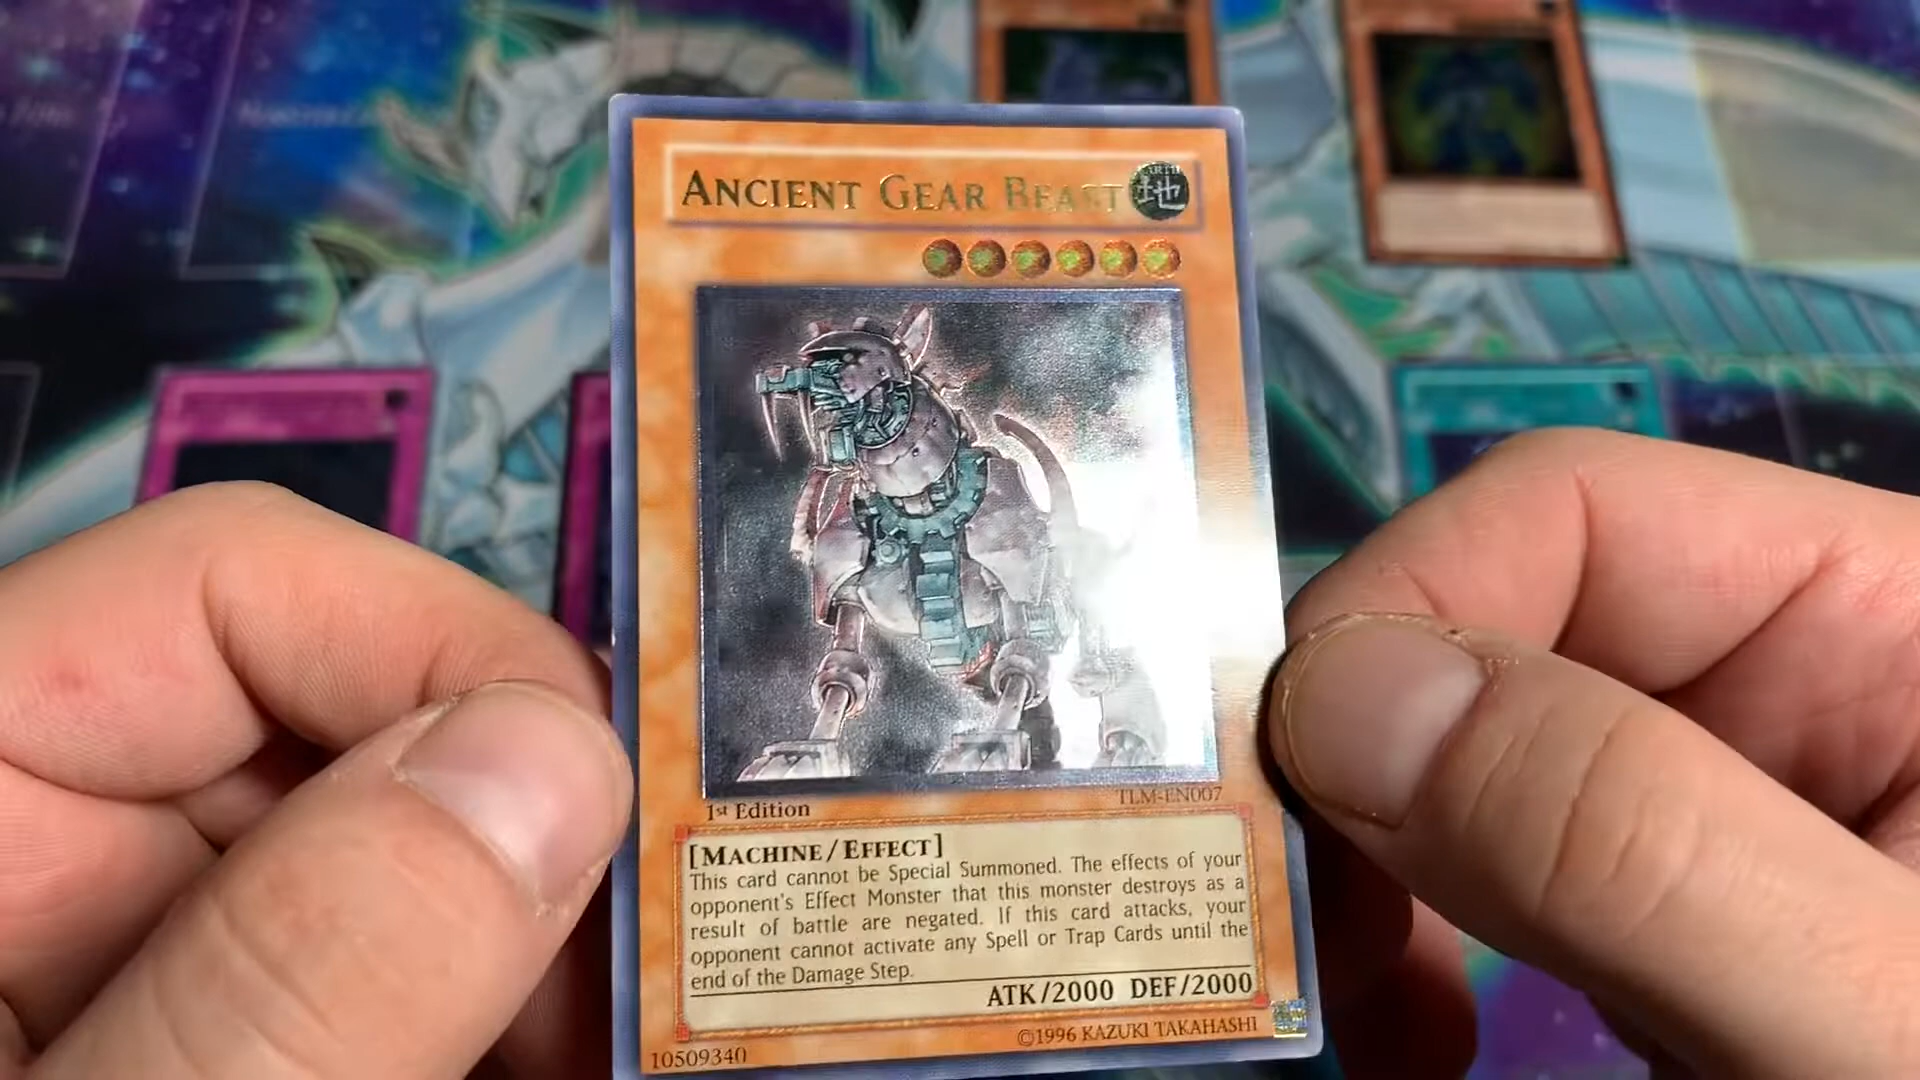 ANCIENT GEAR BEAST
EARTH
地
1st Edition
TLM-EN007
[MACHINE/EFFECT]
This card cannot be Special Summoned. The effects of your
opponent's Effect Monster that this monster destroys as a
result of battle are negated. If this card attacks, your
opponent cannot activate any Spell or Trap Cards until the
end of the Damage Step.
ATK/2000 DEF/2000
10509340
©1996 KAZUKI TAKAHASHI